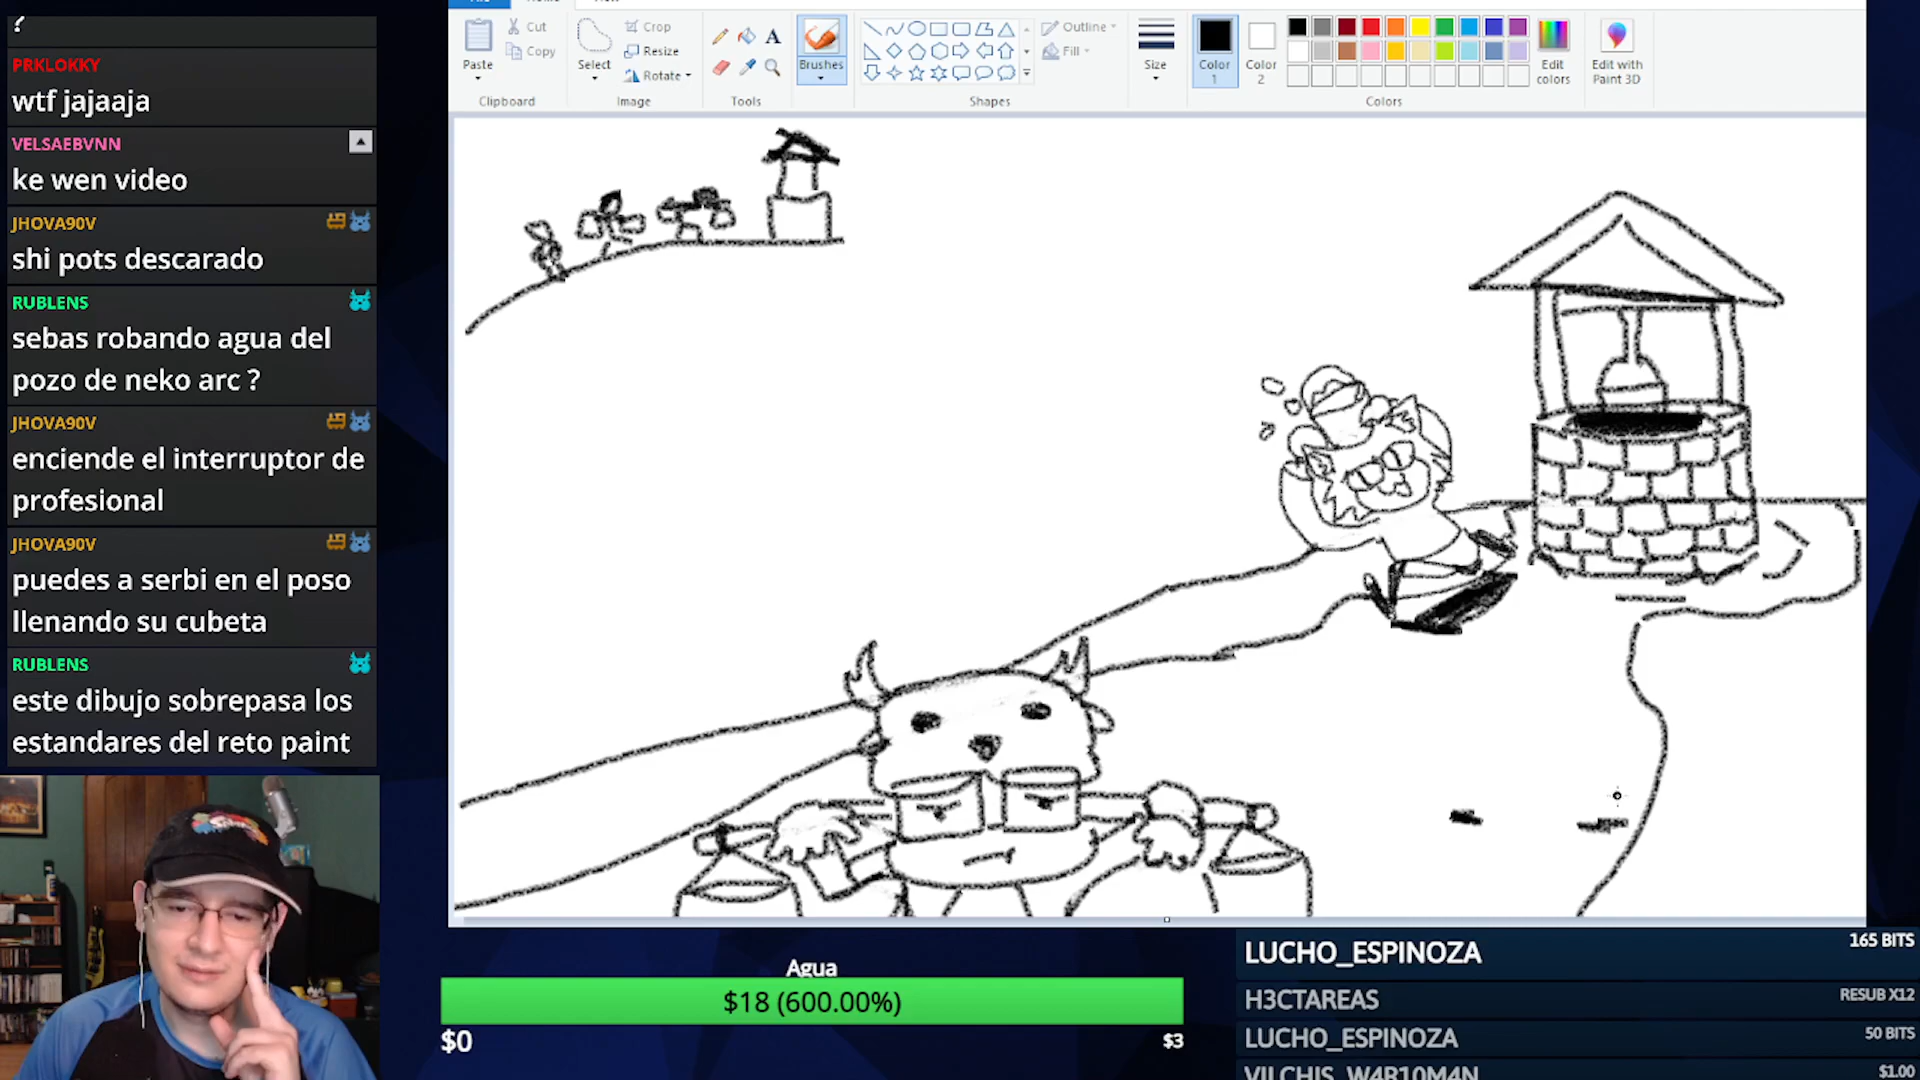 ?
PRKLOKKY
wtf jajaaja
VELSAEBVNN
ke wen video
JHOVA90V
shi pots descarado
RUBLENS
sebas robando agua del
pozo de neko arc ?
JHOVA90V
enciende el interruptor de
profesional
JHOVA90V
puedes a serbi en el poso
llenando su cubeta
RUBLENS
este dibujo sobrepasa los
estandares del reto paint
Paste
Cut
Copy
Clipboard
Select
Crop
Resize
Rotate
Image
A
Tools
Brushes
Shapes
Outline
Fill
Size
Color
1
Color
2
Colors
Edit
colors
Edit with
Paint 3D
Agua
$18 (600.00%)
$0
$3
LUCHO_ESPINOZA
165 BITS
H3CTAREAS
RESUB X12
LUCHO_ESPINOZA
50 BITS
VILCHIS_W4R10M4N
$1.00